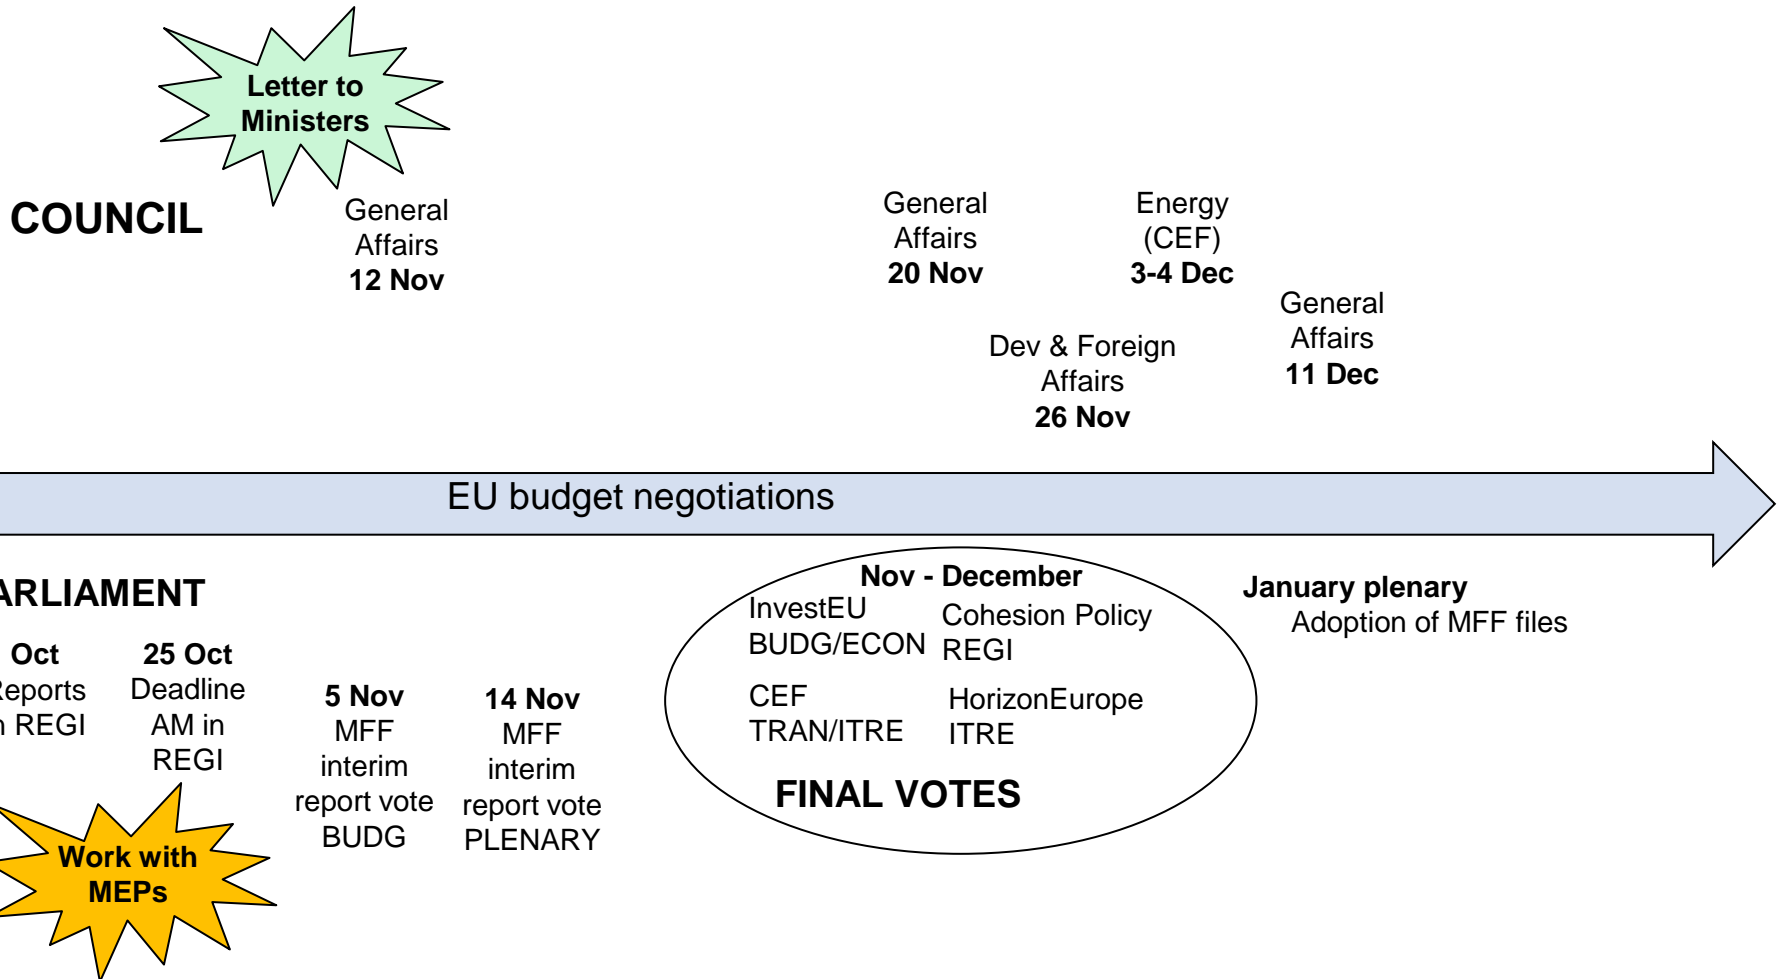 Letter to
Ministers
COUNCIL
General
Affairs
12 Nov
General
Affairs
20 Nov
Energy
(CEF)
3-4 Dec
Dev & Foreign
Affairs
26 Nov
General
Affairs
11 Dec
EU budget negotiations
ARLIAMENT
Oct
Reports
REGI
25 Oct
Deadline
AM in
REGI
5 Nov
MFF
interim
report vote
BUDG
14 Nov
MFF
interim
report vote
PLENARY
Work with
MEPs
Nov - December
InvestEU
BUDG/ECON
Cohesion Policy
REGI
CEF
TRAN/ITRE
HorizonEurope
ITRE
FINAL VOTES
January plenary
Adoption of MFF files